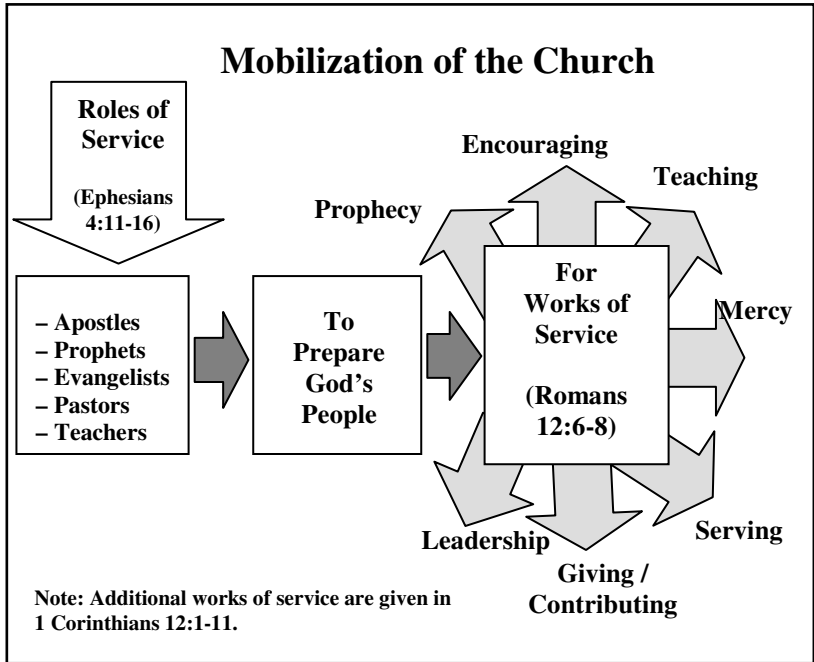 Mobilization of the Church
Roles of
Service
(Ephesians
4:11-16)
– Apostles
– Prophets
– Evangelists
– Pastors
– Teachers
To
Prepare
God's
People
For
Works of
Service
(Romans
12:6-8)
Prophecy
Encouraging
Teaching
Mercy
Serving
Giving /
Contributing
Leadership
Note: Additional works of service are given in
1 Corinthians 12:1-11.